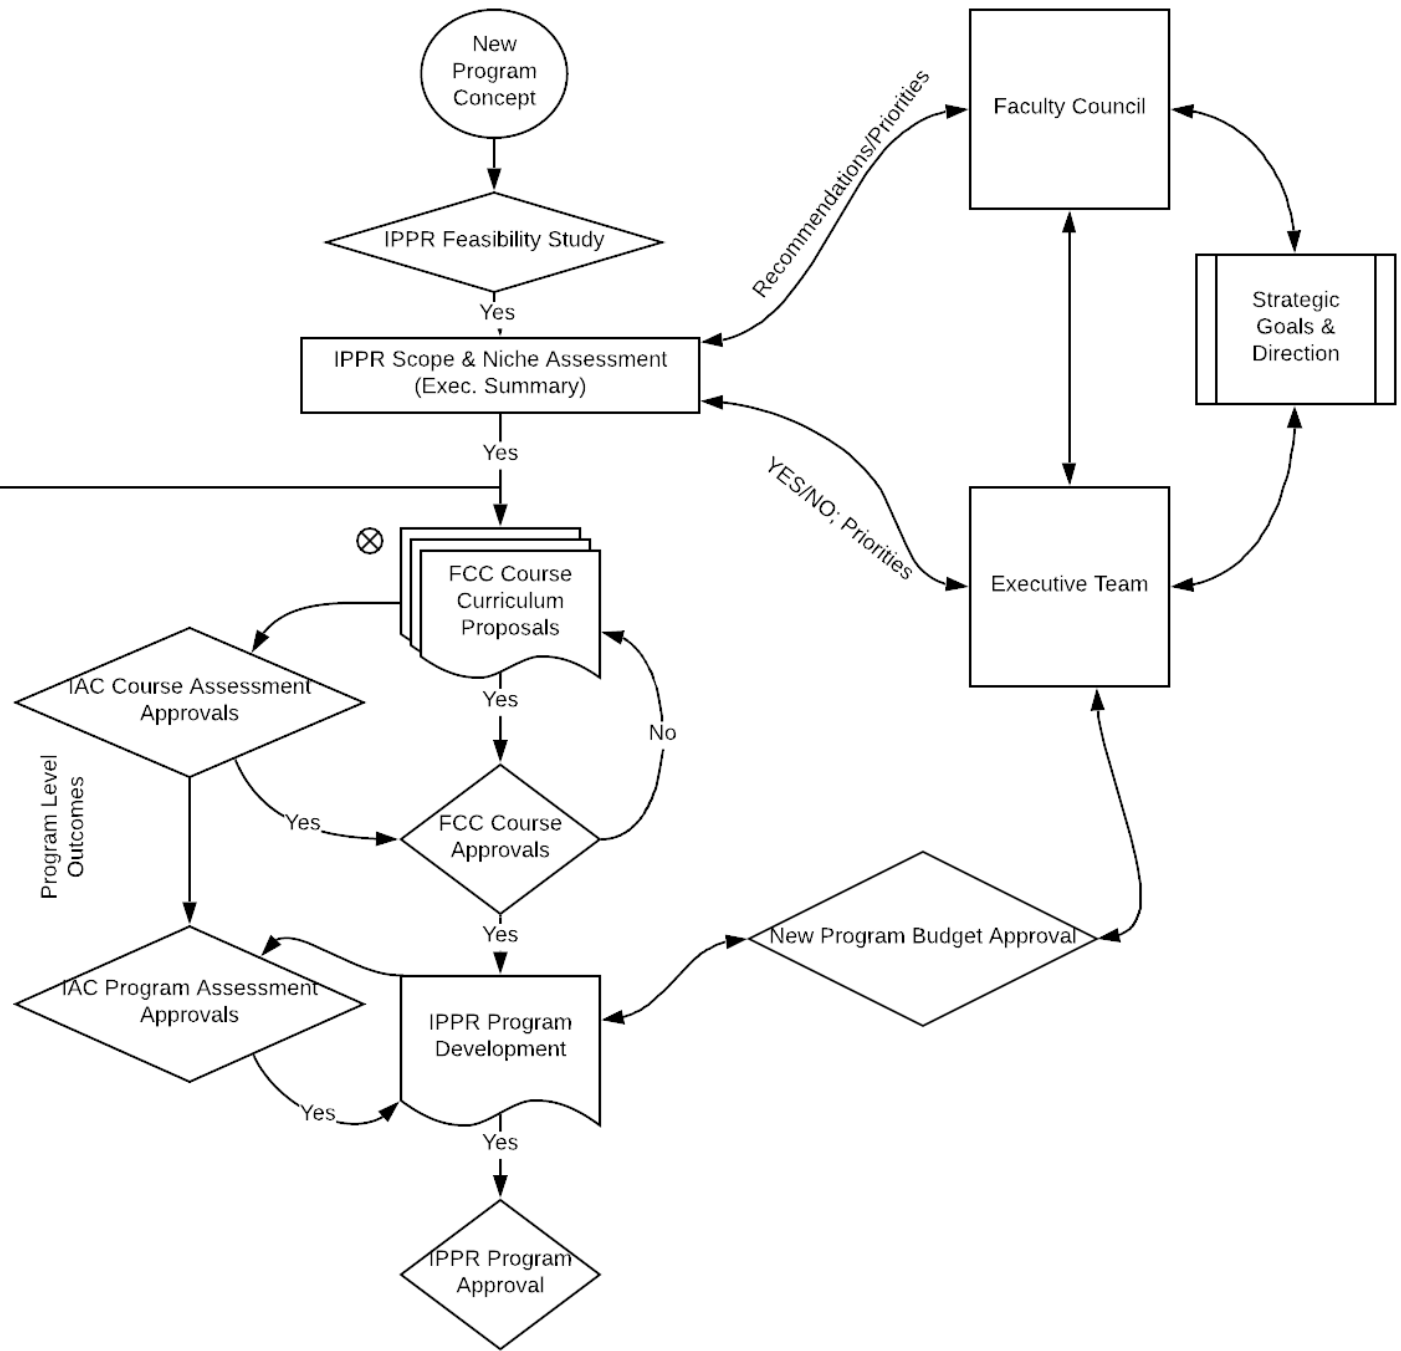 New
Program
Concept
Faculty Council
Recommendations/Priorities
IPPR Feasibility Study
Yes
Strategic
Goals &
Direction
IPPR Scope & Niche Assessment
(Exec. Summary)
Yes
YES/NO; Priorities
Executive Team
FCC Course
Curriculum
Proposals
IAC Course Assessment
Approvals
Yes
No
Program Level
Outcomes
Yes
FCC Course
Approvals
Yes
New Program Budget Approval
IAC Program Assessment
Approvals
IPPR Program
Development
Yes
Yes
IPPR Program
Approval